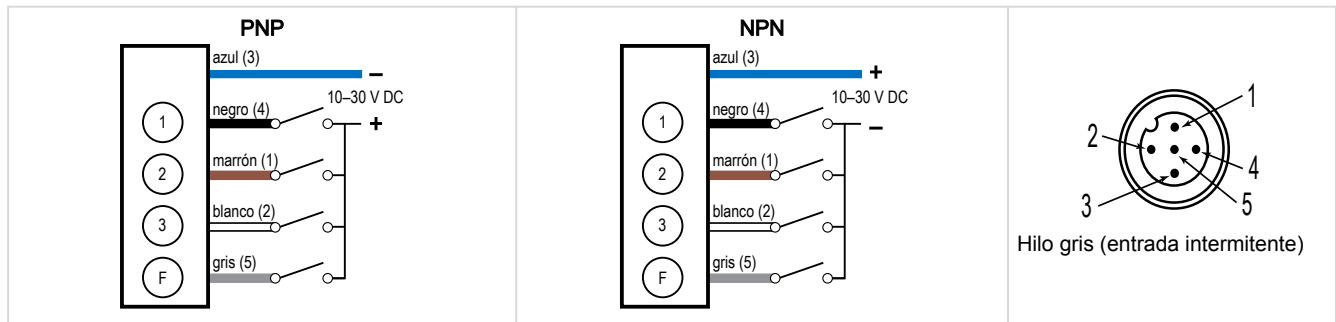 PNP
azul (3)
–
10–30 V DC
1
negro (4)
+
2
marrón (1)
3
blanco (2)
F
gris (5)
NPN
azul (3)
+
10–30 V DC
1
negro (4)
–
2
marrón (1)
3
blanco (2)
F
gris (5)
1
2
4
3
5
Hilo gris (entrada intermitente)